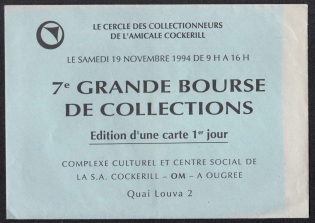 LE CERCLE DES COLLECTIONNEURS
DE L'AMICALE COCKERILL
LE SAMEDI 19 NOVEMBRE 1994 DE 9 H A 16 H
7e GRANDE BOURSE
DE COLLECTIONS
Edition d'une carte 1er jour
COMPLEXE CULTUREL ET CENTRE SOCIAL DE
LA S.A. COCKERILL – OM – A OUGREE
Quai Louva 2